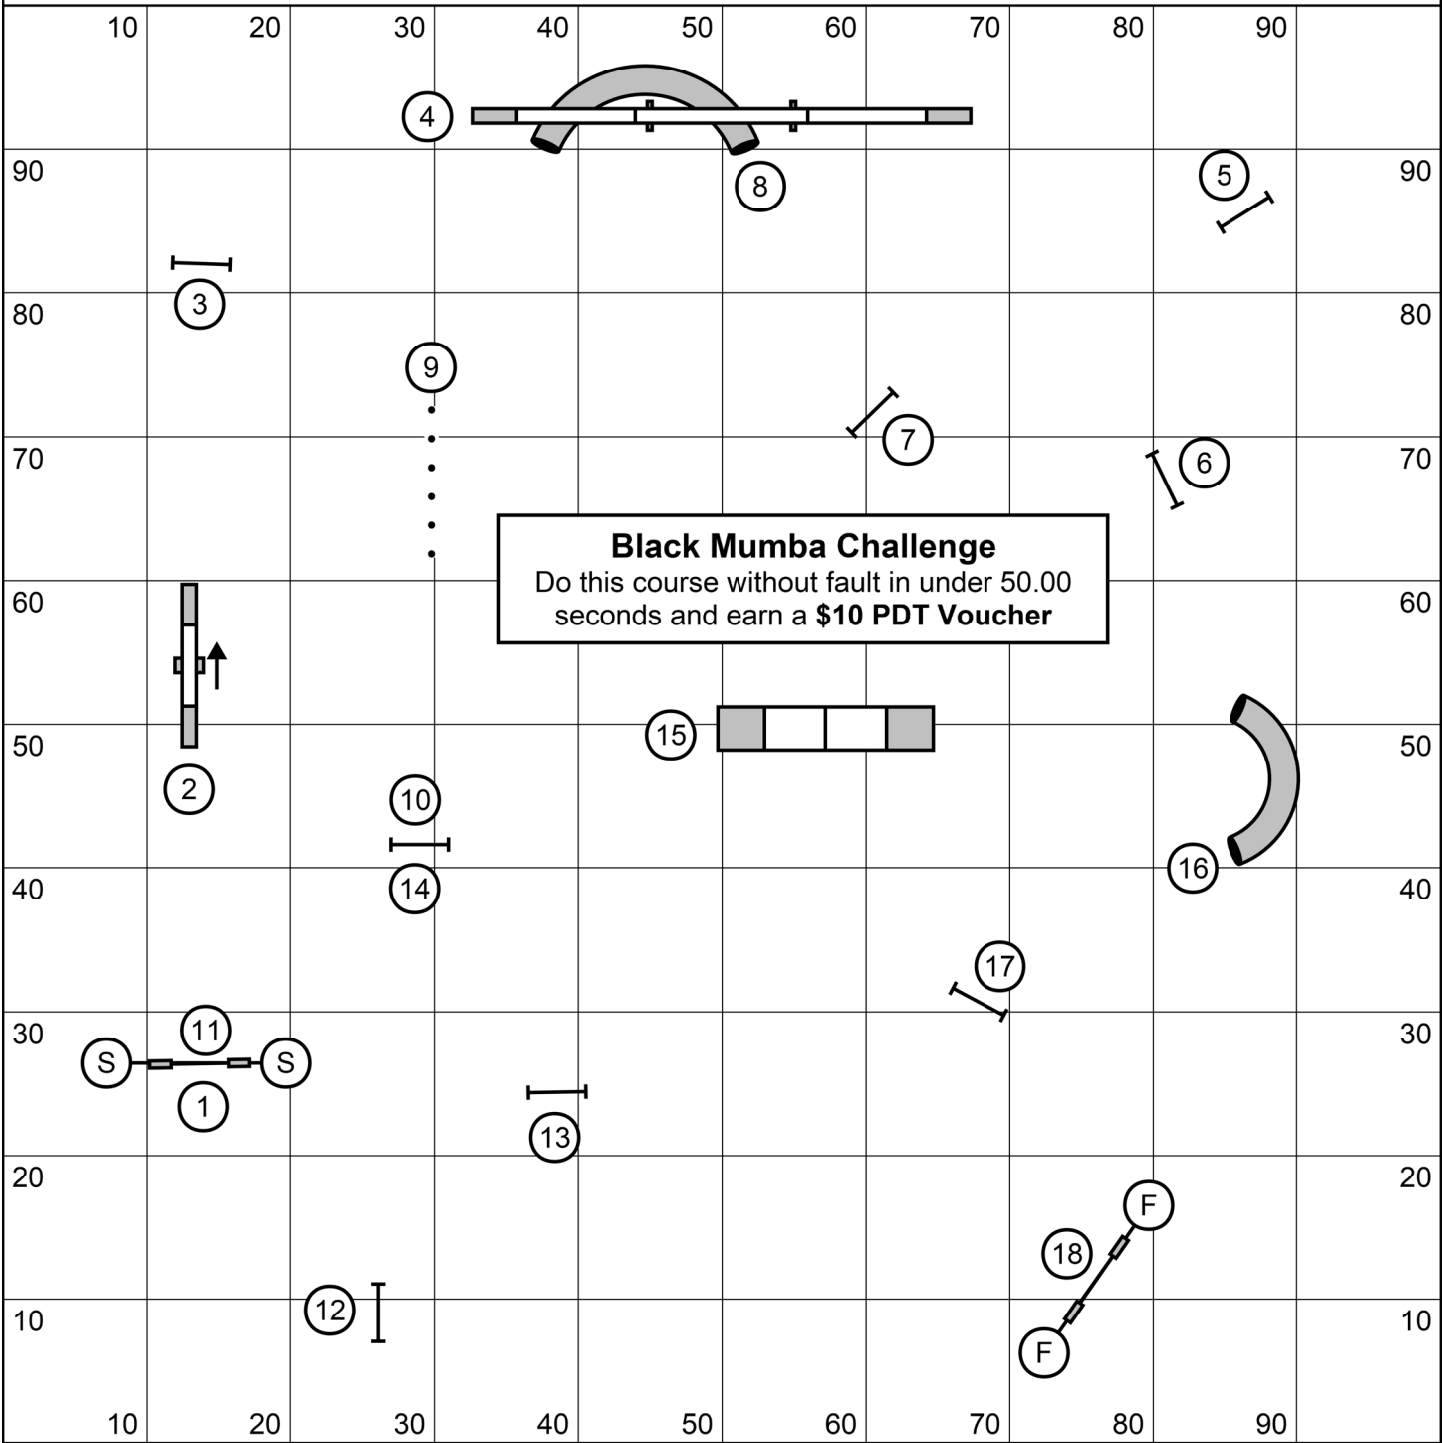 10 20 30 40 50 60 70 80 90
4
90 5 90
8
3
80 80
9
7
70 6 70
Black Mumba Challenge
60 Do this course without fault in under 50.00 60
seconds and earn a $10 PDT Voucher
50 15 50
2 10
40 14 16 40
17
30 11 30
S S
1
13
20 20
F
18
10 12 10
F
10 20 30 40 50 60 70 80 90